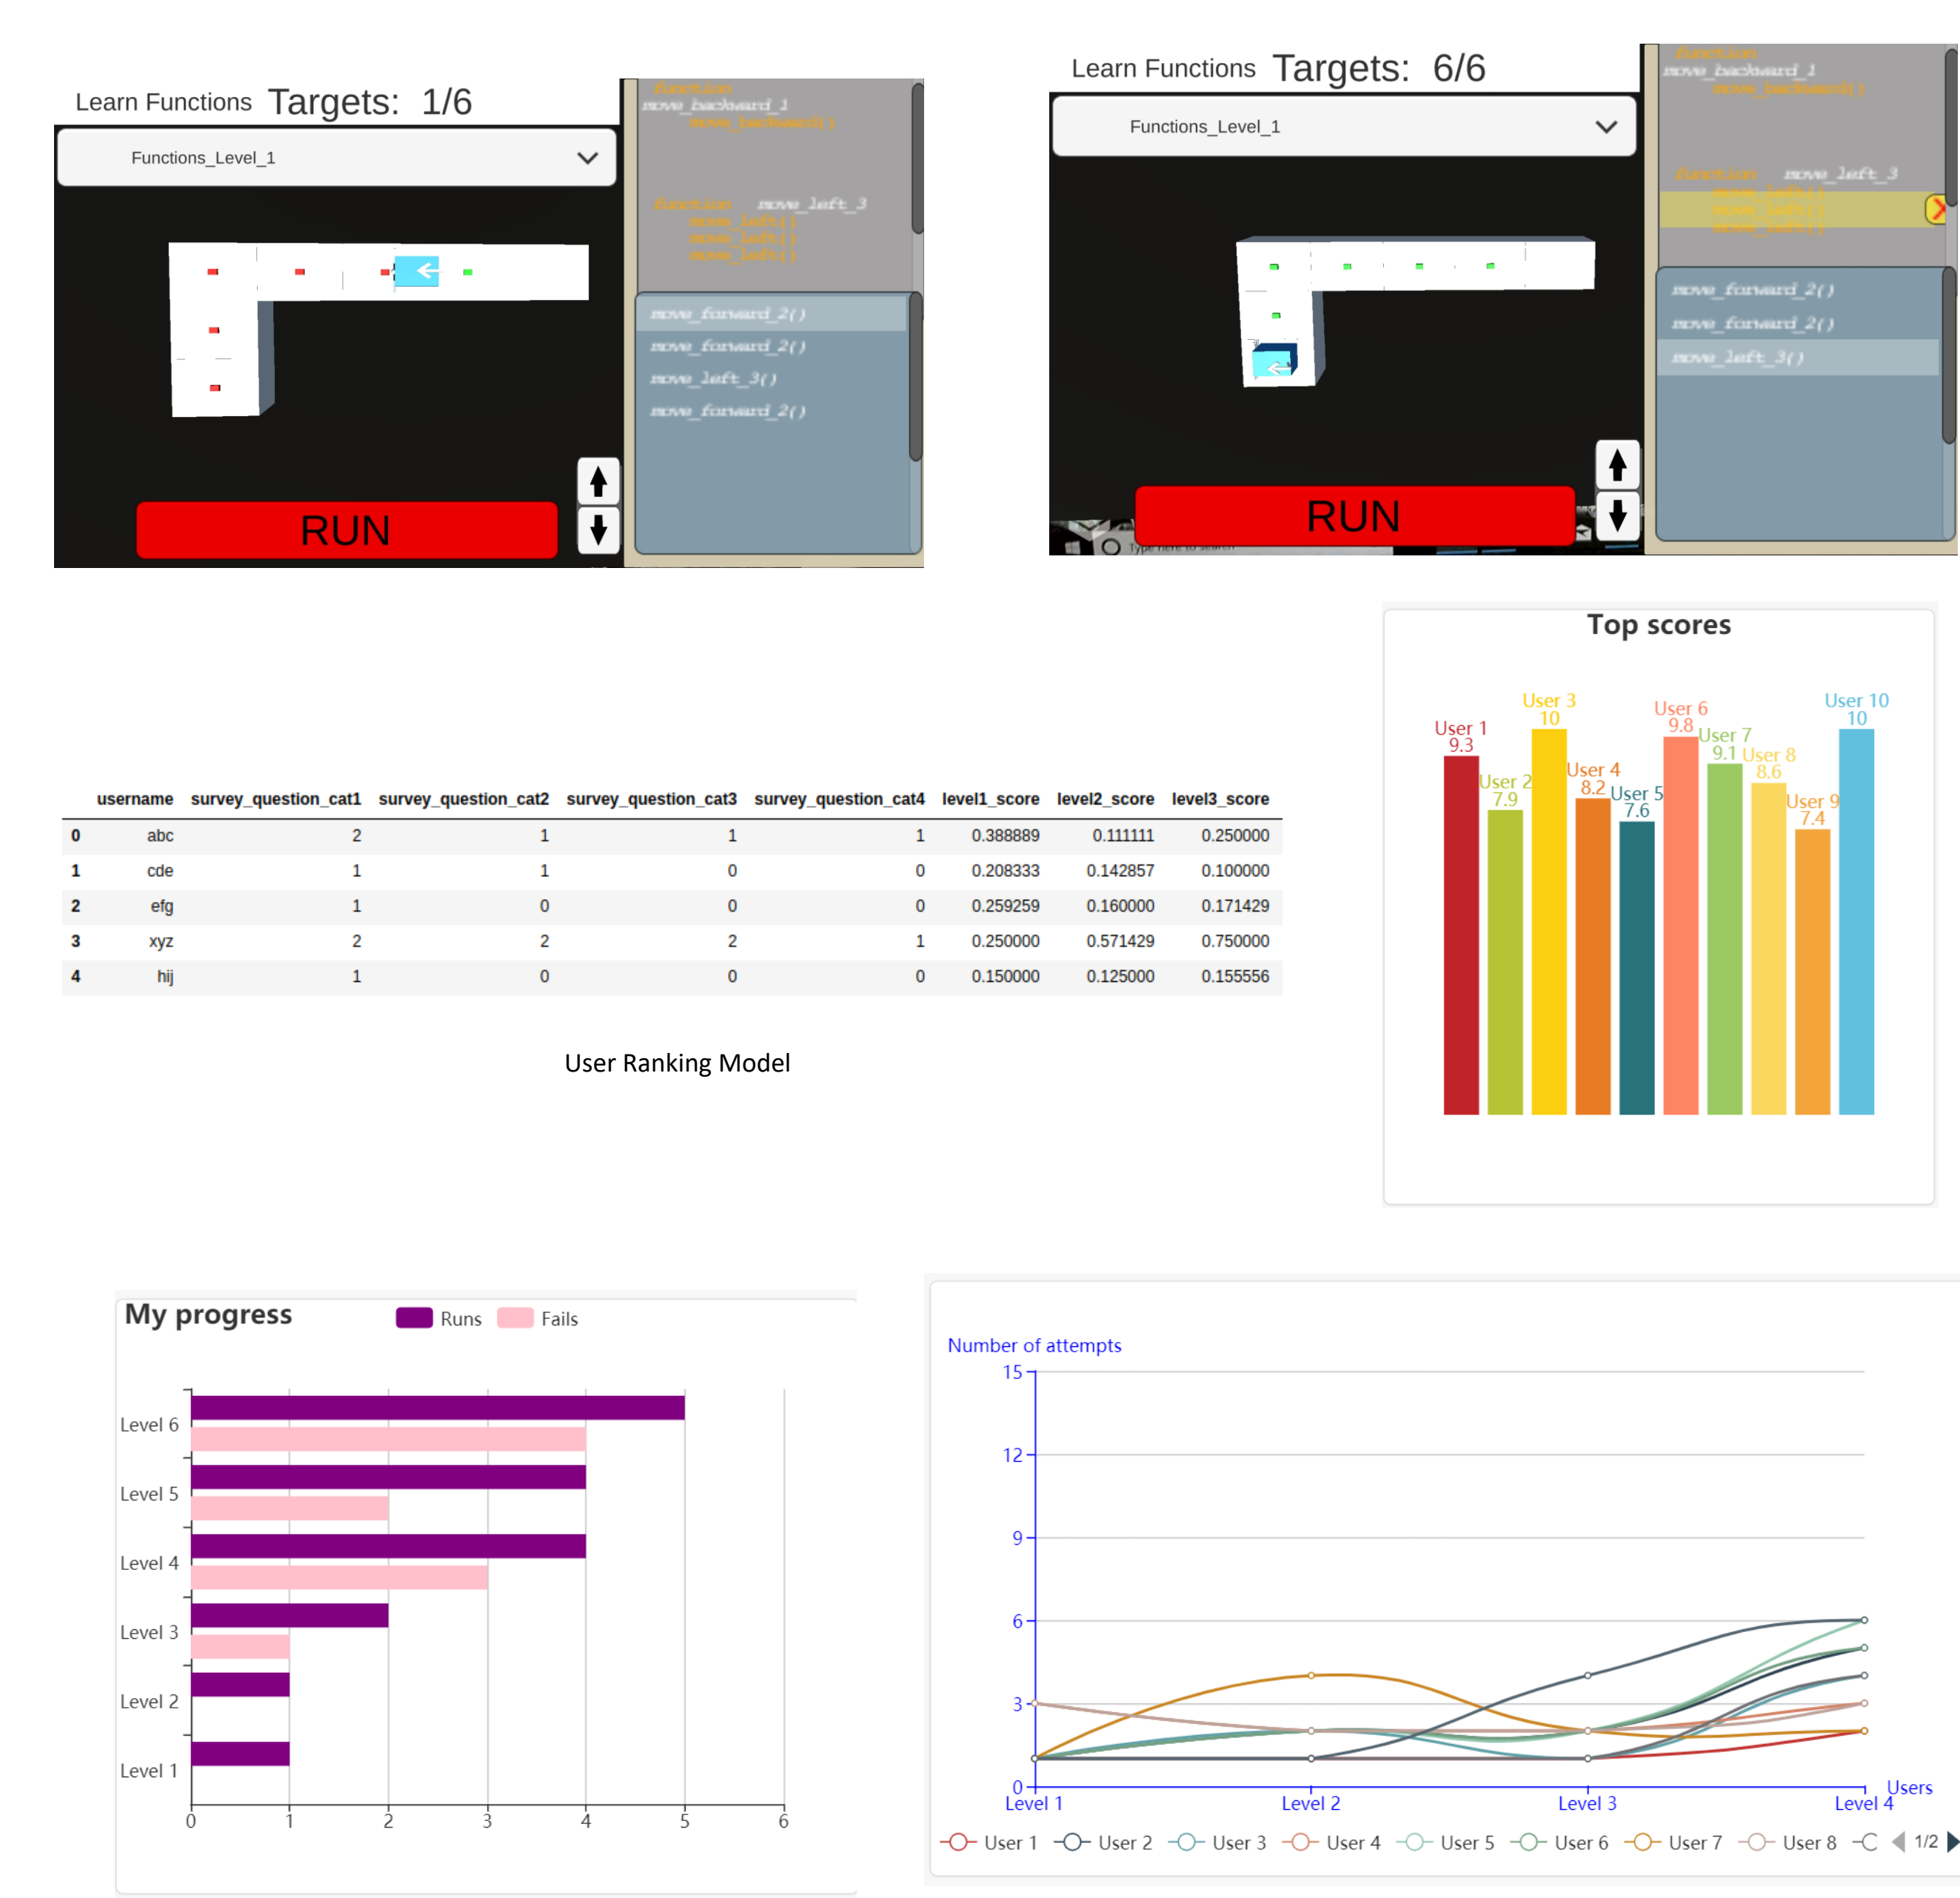 Learn Functions Targets: 1/6
Functions_Level_1
RUN
function
move_backward_1
move_backward()
function move_left_3
move_left()
move_left()
move_left()
move_forward_2()
move_forward_2()
move_left_3()
move_forward_2()
Learn Functions Targets: 6/6
Functions_Level_1
RUN
Type here to search
function
move_backward_1
move_backward()
function move_left_3
move_left()
move_left()
move_left()
X
move_forward_2()
move_forward_2()
move_left_3()
username survey_question_cat1 survey_question_cat2 survey_question_cat3 survey_question_cat4 level1_score level2_score level3_score
0 abc 2 1 1 1 0.388889 0.111111 0.250000
1 cde 1 1 0 0 0.208333 0.142857 0.100000
2 efg 1 0 0 0 0.259259 0.160000 0.171429
3 xyz 2 2 2 1 0.250000 0.571429 0.750000
4 hij 1 0 0 0 0.150000 0.125000 0.155556
User Ranking Model
Top scores
User 1
9.3
User 2
7.9
User 3
10
User 4
8.2
User 5
7.6
User 6
9.8
User 7
9.1
User 8
8.6
User 9
7.4
User 10
10
My progress
Runs Fails
Level 6
Level 5
Level 4
Level 3
Level 2
Level 1
0 1 2 3 4 5 6
Number of attempts
15
12
9
6
3
0
Users
Level 1 Level 2 Level 3 Level 4
User 1 User 2 User 3 User 4 User 5 User 6 User 7 User 8 1/2